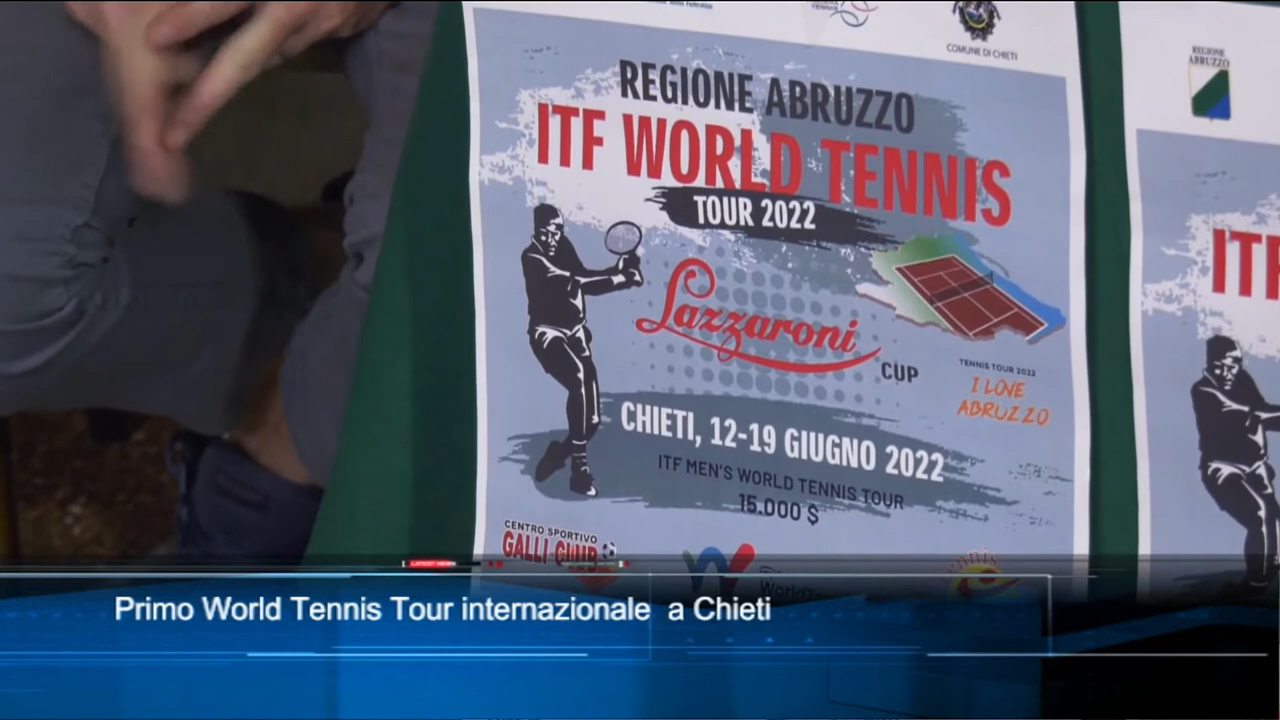 COMUNE DI CHIETI
REGIONE ABRUZZO
ITF WORLD TENNIS
TOUR 2022
Lazzaroni
CUP
TENNIS TOUR 2022
I LOVE
ABRUZZO
CHIETI, 12-19 GIUGNO 2022
ITF MEN'S WORLD TENNIS TOUR
15.000 $
CENTRO SPORTIVO
GALLI CLUB
REGIONE
ABRUZZO
ITF
LATEST NEWS
Primo World Tennis Tour internazionale a Chieti